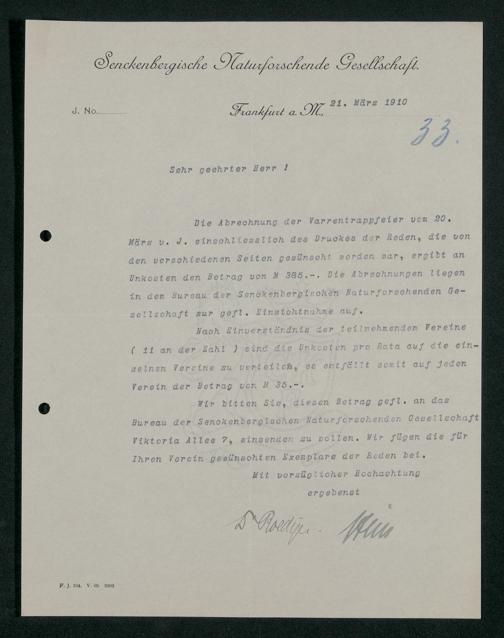 Senckenbergische Naturforschende Gesellschaft.
J. No.
Frankfurt a. M., 21. März 1910
33.
Sehr geehrter Herr !
Die Abrechnung der Varrentrappfeier vom 20.
März v. J. einschliesslich des Druckes der Reden, die von
den verschiedenen Seiten gewünscht worden war, ergibt an
Unkosten den Betrag von M 385.-. Die Abrechnungen liegen
in dem Bureau der Senckenbergischen Naturforschenden Ge-
sellschaft zur gefl. Einsichtnahme auf.
Nach Einverständnis der teilnehmenden Vereine
( 11 an der Zahl ) sind die Unkosten pro Rata auf die ein-
zelnen Vereine zu verteilen, es entfällt somit auf jeden
Verein der Betrag von M 35.-.
Wir bitten Sie, diesen Betrag gefl. an das
Bureau der Senckenbergischen Naturforschenden Gesellschaft
Viktoria Allee 7, einsenden zu wollen. Wir fügen die für
Ihren Verein gewünschten Exemplare der Reden bei.
Mit vorzüglicher Hochachtung
ergebenst
Dr Roediger